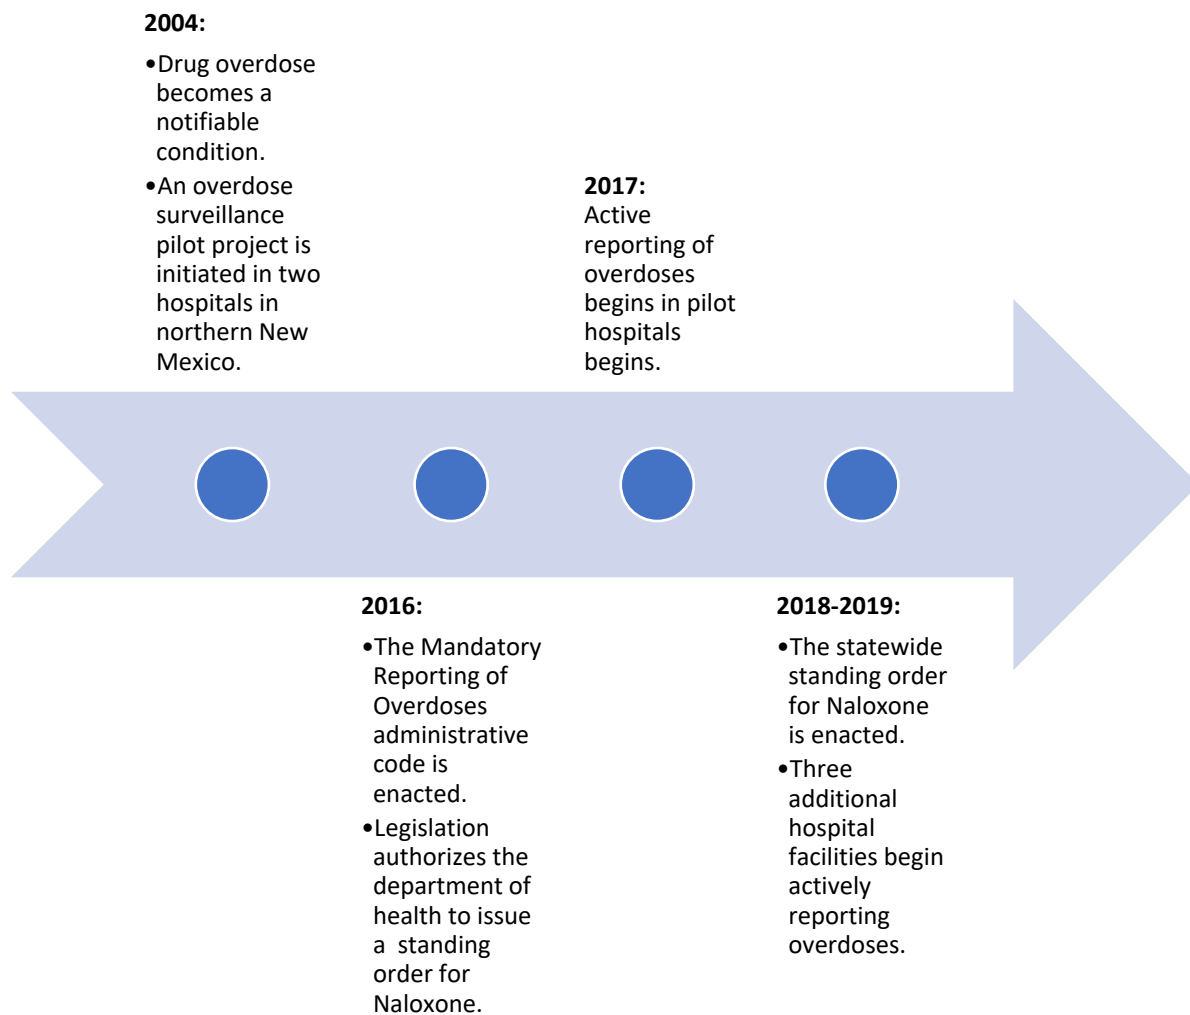 2004:
•Drug overdose
becomes a
notifiable
condition.
•An overdose
surveillance
pilot project is
initiated in two
hospitals in
northern New
Mexico.
2016:
•The Mandatory
Reporting of
Overdoses
administrative
code is
enacted.
•Legislation
authorizes the
department of
health to issue
a standing
order for
Naloxone.
2017:
Active
reporting of
overdoses
begins in pilot
hospitals
begins.
2018-2019:
•The statewide
standing order
for Naloxone
is enacted.
•Three
additional
hospital
facilities begin
actively
reporting
overdoses.